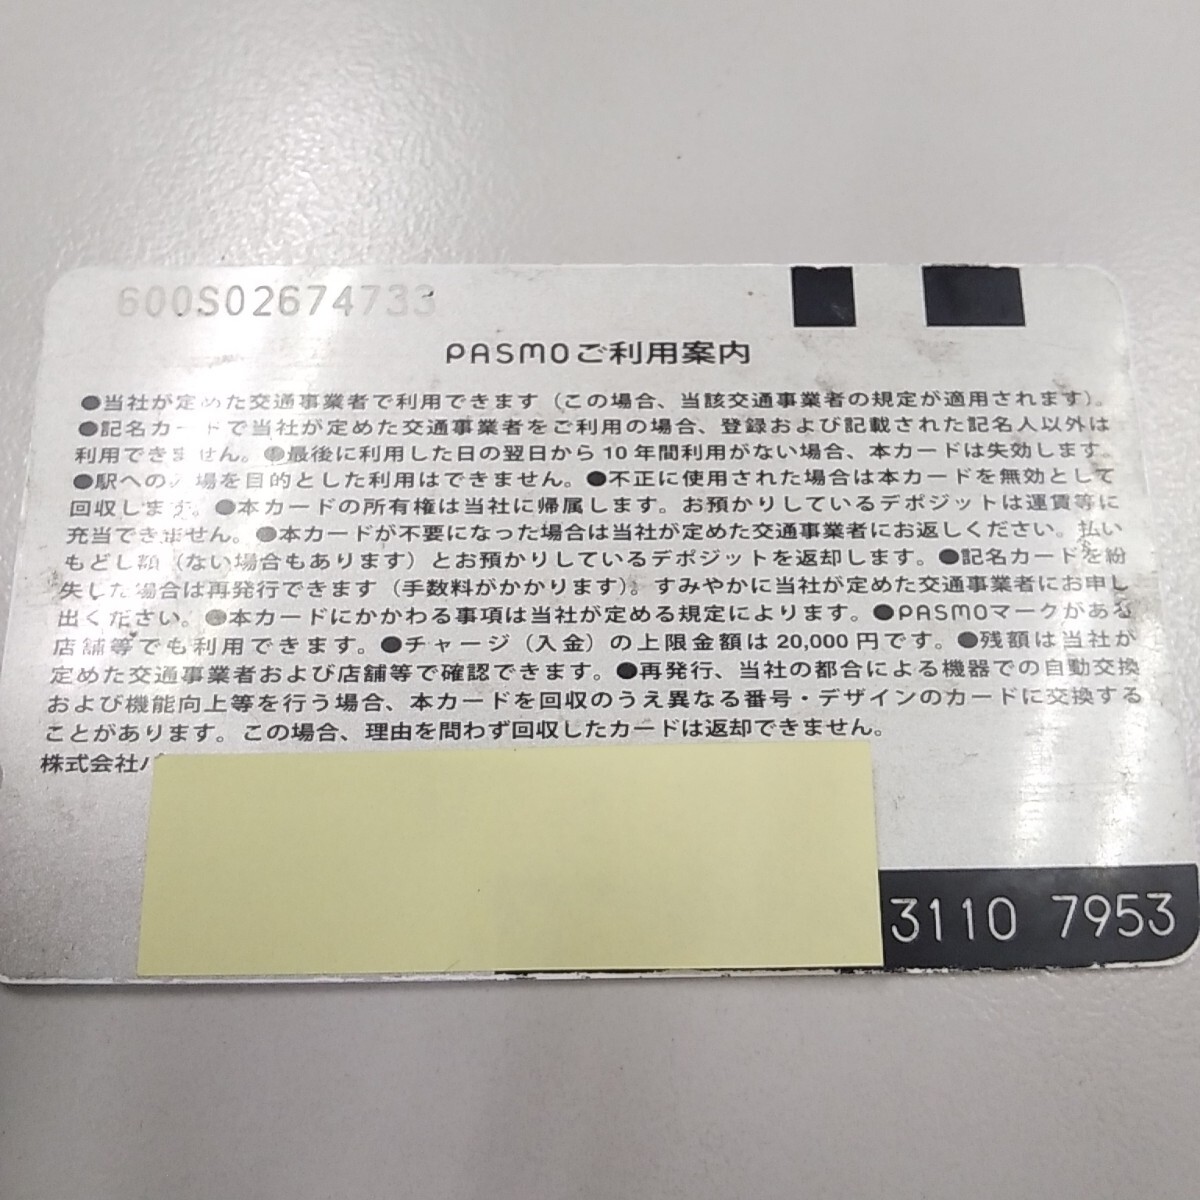 600S02674733
PASMOご利用案内
●当社が定めた交通事業者で利用できます（この場合、当該交通事業者の規定が適用されます）。
●記名カードで当社が定めた交通事業者をご利用の場合、登録および記載された記名人以外は
利用できません。●最後に利用した日の翌日から10年間利用がない場合、本カードは失効します。
●駅への入場を目的とした利用はできません。●不正に使用された場合は本カードを無効として
回収します。●本カードの所有権は当社に帰属します。お預かりしているデポジットは運賃等に
充当できません。●本カードが不要になった場合は当社が定めた交通事業者にお返しください。払い
もどし額（ない場合もあります）とお預かりしているデポジットを返却します。●記名カードを紛
失した場合は再発行できます（手数料がかかります）。すみやかに当社が定めた交通事業者にお申し
出ください。●本カードにかかわる事項は当社が定める規定によります。●PASMOマークがある
店舗等でも利用できます。●チャージ（入金）の上限金額は20,000円です。●残額は当社が
定めた交通事業者および店舗等で確認できます。●再発行、当社の都合による機器での自動交換
および機能向上等を行う場合、本カードを回収のうえ異なる番号・デザインのカードに交換する
ことがあります。この場合、理由を問わず回収したカードは返却できません。
株式会社
3110 7953